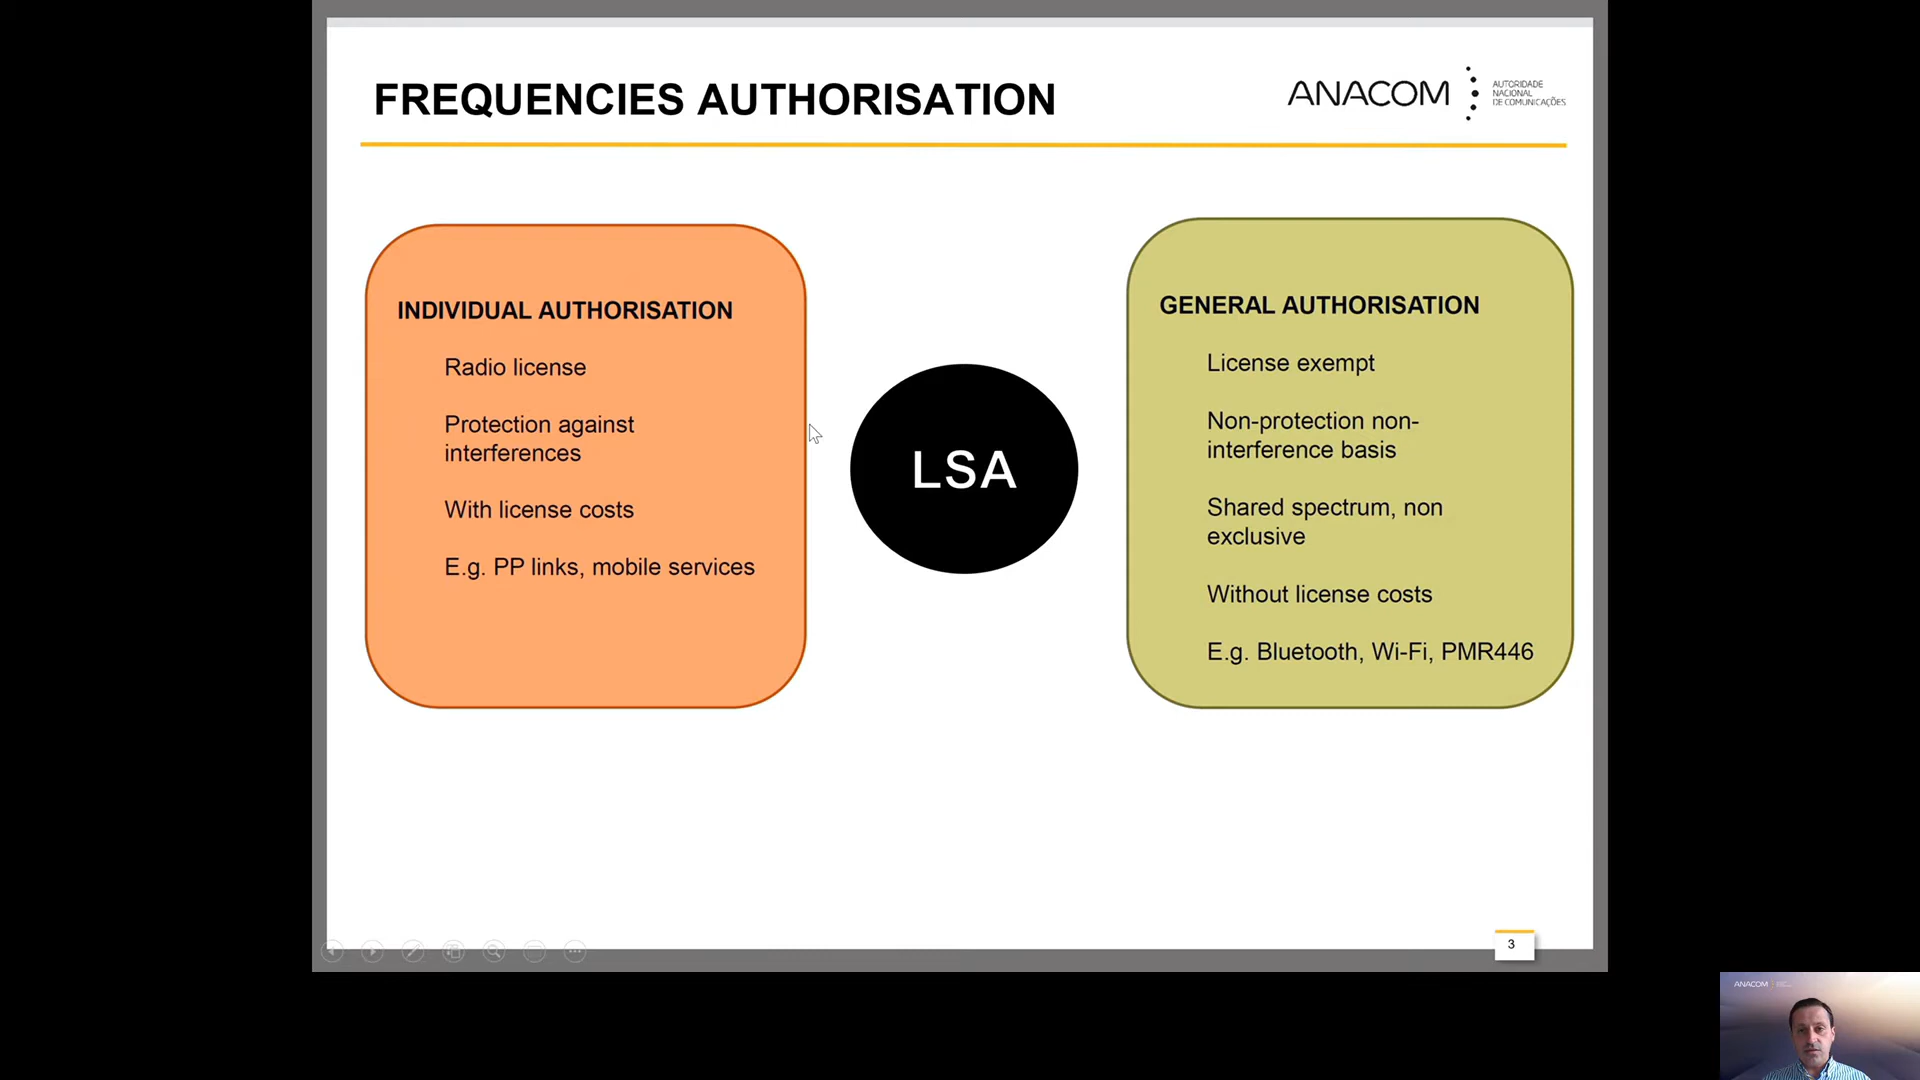 FREQUENCIES AUTHORISATION
ANACOM
AUTORIDADE
NACIONAL
DE COMUNICAÇÕES
INDIVIDUAL AUTHORISATION
Radio license
Protection against
interferences
With license costs
E.g. PP links, mobile services
LSA
GENERAL AUTHORISATION
License exempt
Non-protection non-
interference basis
Shared spectrum, non
exclusive
Without license costs
E.g. Bluetooth, Wi-Fi, PMR446
3
ANACOM